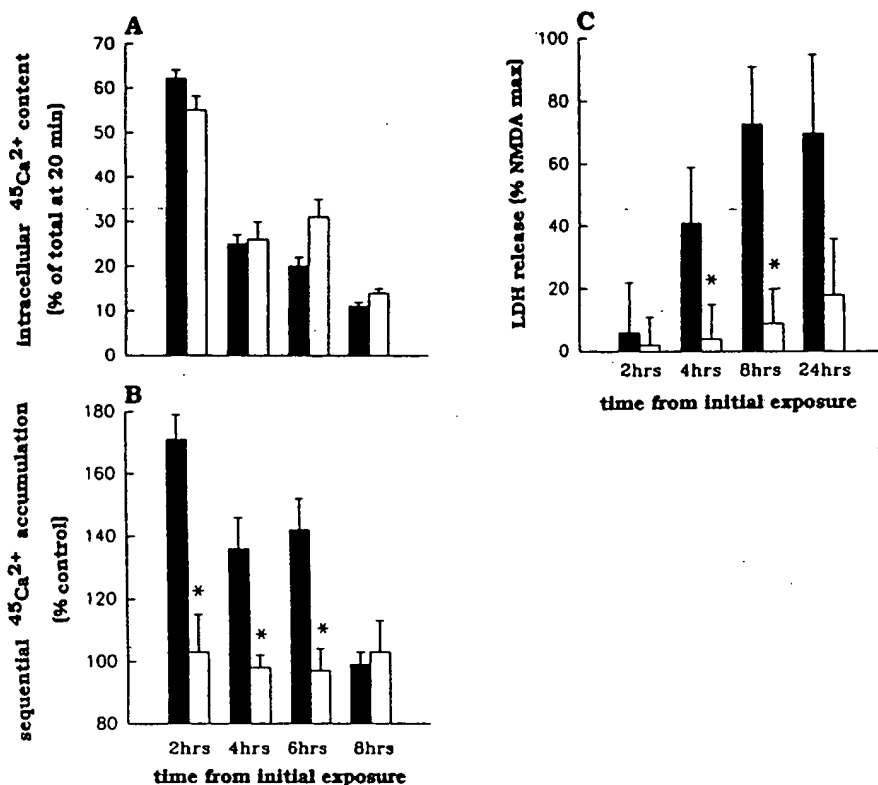 A
intracellular ⁴⁵Ca²⁺ content
(% of total at 20 min)
70
60
50
40
30
20
10
0
B
sequential ⁴⁵Ca²⁺ accumulation
(% control)
180
160
140
120
100
80
*
*
*
2hrs 4hrs 6hrs 8hrs
time from initial exposure
C
LDH release (% NMDA max)
100
80
60
40
20
0
*
*
2hrs 4hrs 8hrs 24hrs
time from initial exposure